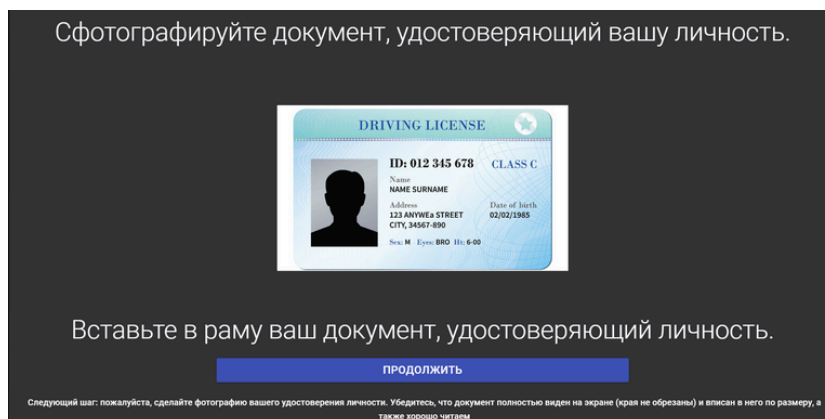 Сфотографируйте документ, удостоверяющий вашу личность.
DRIVING LICENSE
ID: 012 345 678 CLASS C
Name
NAME SURNAME
Address Date of birth
123 ANYWEa STREET 02/02/1985
CITY, 34567-890
Sex: M Eyes: BRO Ht: 6-00
Вставьте в раму ваш документ, удостоверяющий личность.
ПРОДОЛЖИТЬ
Следующий шаг: пожалуйста, сделайте фотографию вашего удостоверения личности. Убедитесь, что документ полностью виден на экране (края не обрезаны) и вписан в него по размеру, а
также хорошо читаем